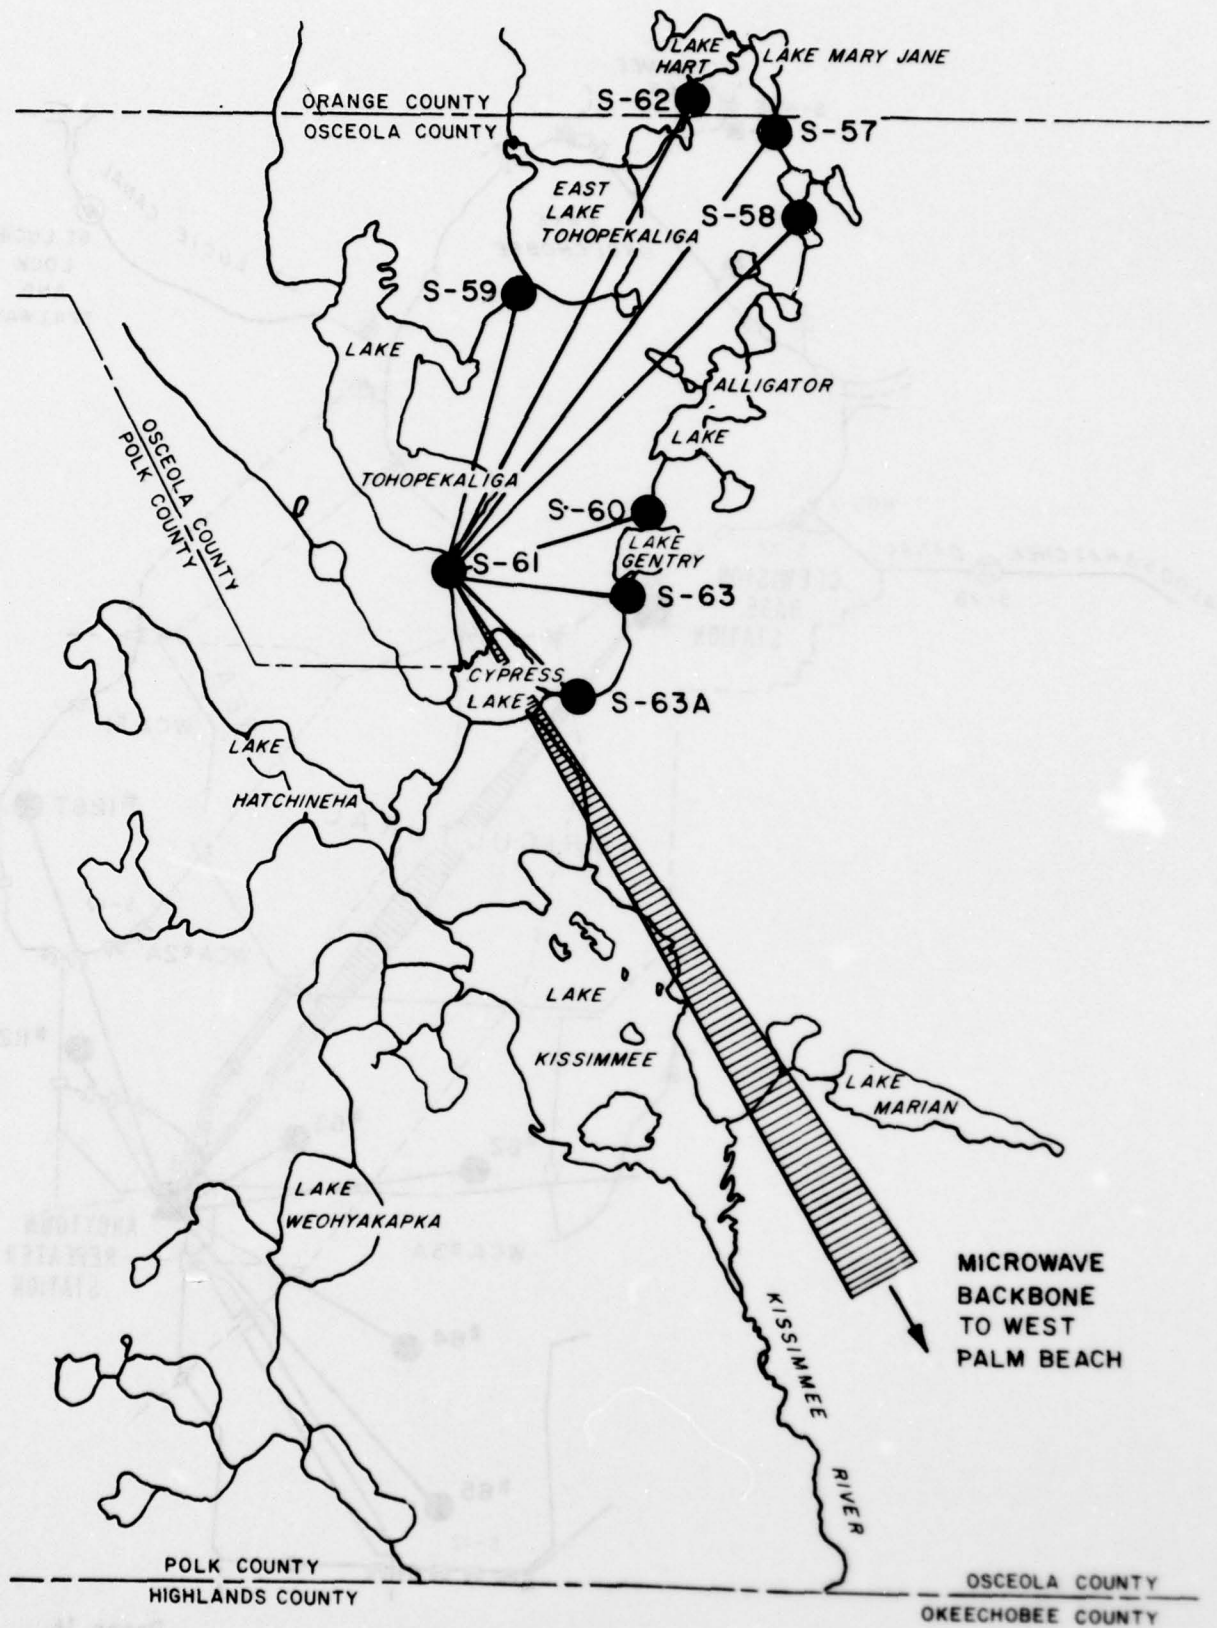 LAKE
HART
LAKE MARY JANE
S-62
ORANGE COUNTY
OSCEOLA COUNTY
S-57
EAST
LAKE
TOHOPEKALIGA
S-58
S-59
LAKE
ALLIGATOR
LAKE
OSCEOLA COUNTY
POLK COUNTY
TOHOPEKALIGA
S-60
LAKE
GENTRY
S-61
S-63
CYPRESS
LAKE
S-63A
LAKE
HATCHINEHA
LAKE
KISSIMMEE
LAKE
MARIAN
LAKE
WEOHYAKAPKA
MICROWAVE
BACKBONE
TO WEST
PALM BEACH
KISSIMMEE
RIVER
POLK COUNTY
HIGHLANDS COUNTY
OSCEOLA COUNTY
OKEECHOBEE COUNTY